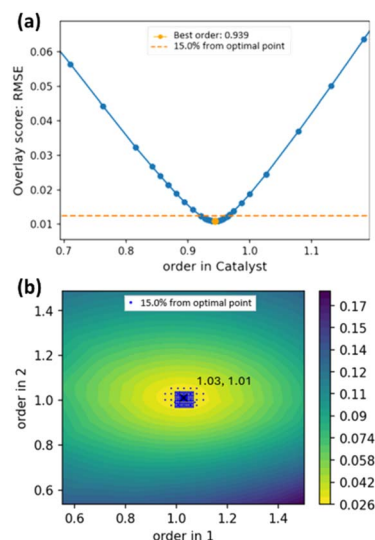 (a)
Best order: 0.939
15.0% from optimal point
0.06
0.05
0.04
0.03
0.02
0.01
Overlay score: RMSE
0.7 0.8 0.9 1.0 1.1
order in Catalyst
(b)
15.0% from optimal point
1.03, 1.01
1.4
1.2
1.0
0.8
0.6
order in 2
0.6 0.8 1.0 1.2 1.4
order in 1
0.17
0.15
0.14
0.12
0.11
0.09
0.074
0.058
0.042
0.026